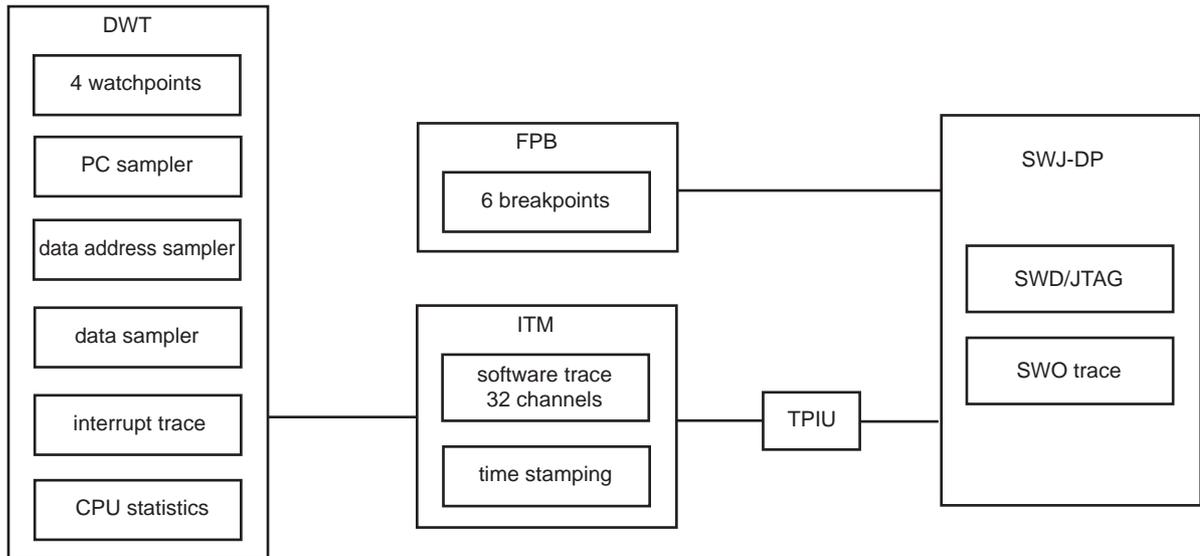 DWT
4 watchpoints
PC sampler
data address sampler
data sampler
interrupt trace
CPU statistics
FPB
6 breakpoints
ITM
software trace
32 channels
time stamping
TPIU
SWJ-DP
SWD/JTAG
SWO trace